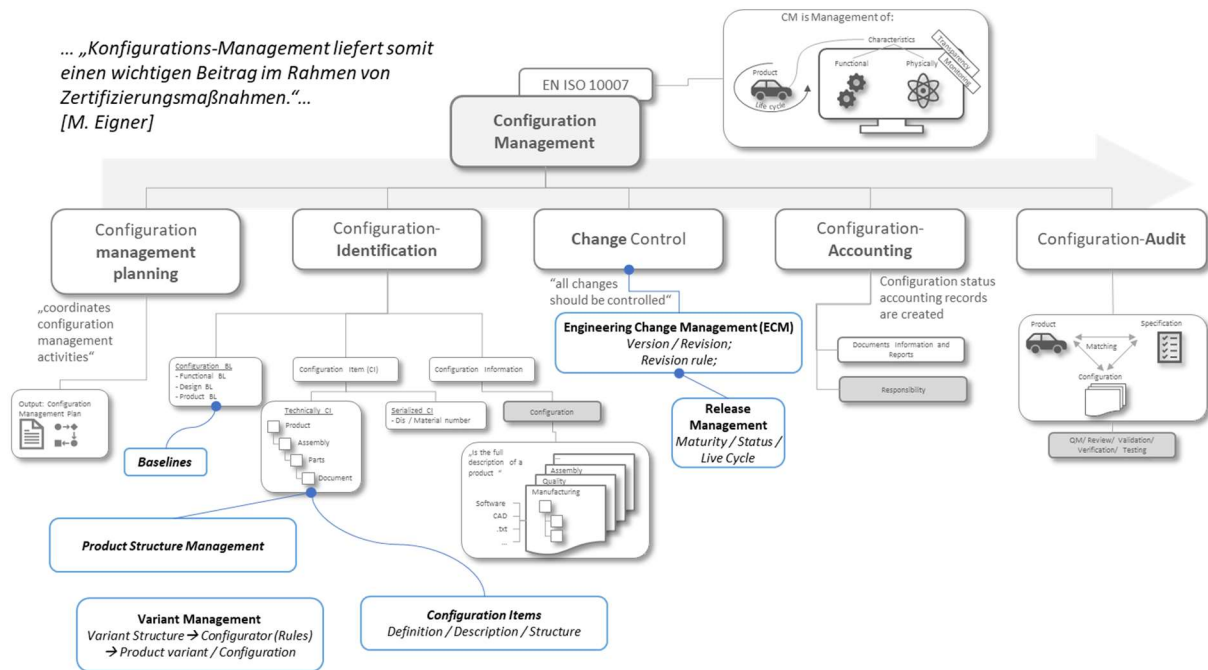 ... „Konfigurations-Management liefert somit
einen wichtigen Beitrag im Rahmen von
Zertifizierungsmaßnahmen.“...
[M. Eigner]
EN ISO 10007
Configuration
Management
CM is Management of:
Characteristics
Functional
Physically
Transparency
Monitoring
Product
Life cycle
Configuration
management
planning
„coordinates
configuration
management
activities“
Output: Configuration
Management Plan
Configuration-
Identification
Configuration BL
- Functional BL
- Design BL
- Product BL
Baselines
Configuration Item (CI)
Technically CI
Product
Assembly
Parts
Document
Serialized CI
- Dis / Material number
Configuration Information
Configuration
„Is the full
description of a
product “
...
Assembly
Quality
Manufacturing
Software
CAD
.txt
...
Product Structure Management
Variant Management
Variant Structure → Configurator (Rules)
→ Product variant / Configuration
Configuration Items
Definition / Description / Structure
Change Control
“all changes
should be controlled“
Engineering Change Management (ECM)
Version / Revision;
Revision rule;
Release
Management
Maturity / Status /
Live Cycle
Configuration-
Accounting
Configuration status
accounting records
are created
Documents Information and
Reports
Responsibility
Configuration-Audit
Product
Specification
Matching
Configuration
QM/ Review/ Validation/
Verification/ Testing